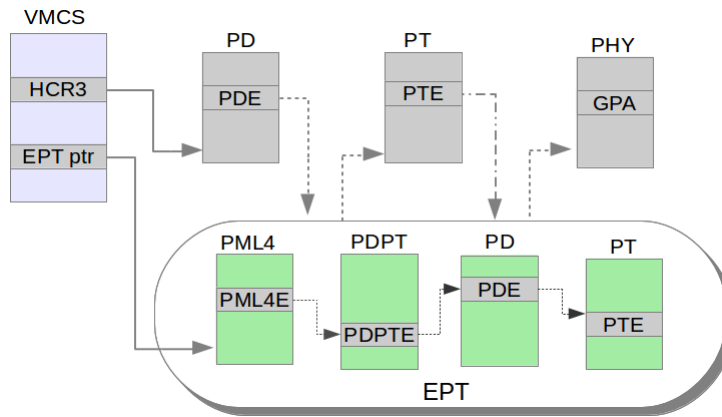 VMCS
HCR3
EPT ptr
PD
PDE
PT
PTE
PHY
GPA
PML4
PML4E
PDPT
PDPTE
PD
PDE
PT
PTE
EPT